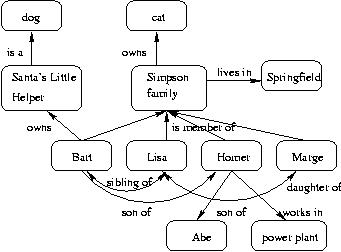 dog
cat
is a
owns
Santa's Little
Helper
Simpson
family
lives in
Springfield
owns
is member of
Bart
Lisa
Homer
Marge
sibling of
daughter of
son of
son of
works in
Abe
power plant